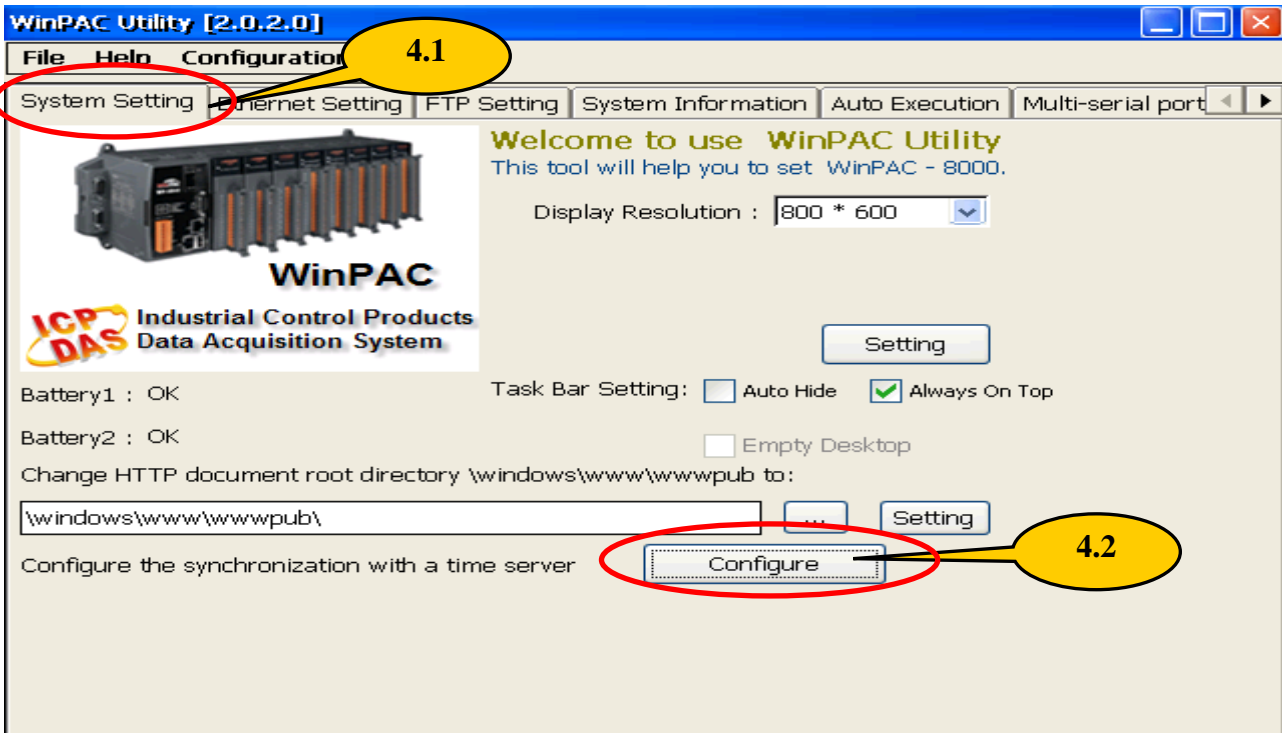 WinPAC Utility [2.0.2.0]
File Help Configuration
4.1
System Setting Ethernet Setting FTP Setting System Information Auto Execution Multi-serial port
Welcome to use WinPAC Utility
This tool will help you to set WinPAC - 8000.
Display Resolution : 800 * 600
WinPAC
ICP DAS
Industrial Control Products
Data Acquisition System
Setting
Battery1 : OK
Task Bar Setting: Auto Hide Always On Top
Battery2 : OK
Empty Desktop
Change HTTP document root directory \windows\www\wwwpub to:
\windows\www\wwwpub\ ... Setting
Configure the synchronization with a time server Configure
4.2